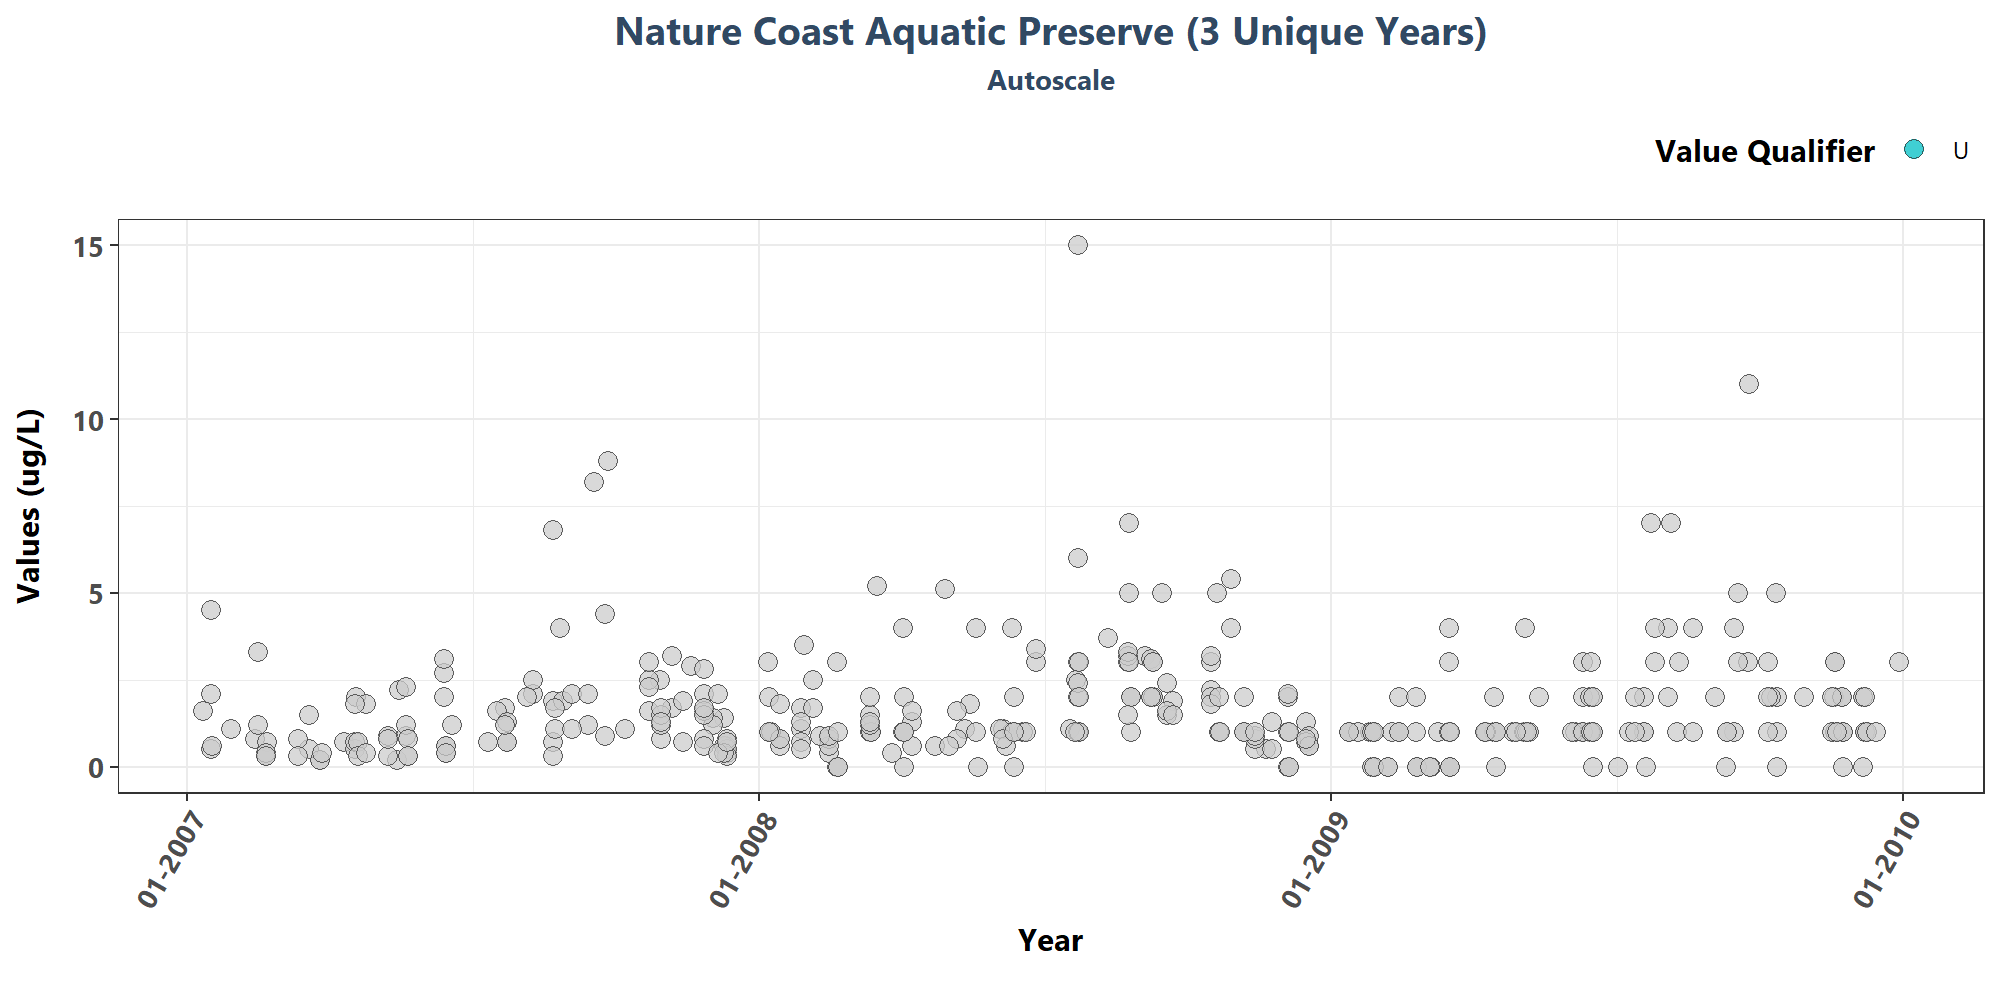 Nature Coast Aquatic Preserve (3 Unique Years)
Autoscale
Value Qualifier U
Values (ug/L)
15
10
5
0
01-2007 01-2008 01-2009 01-2010
Year